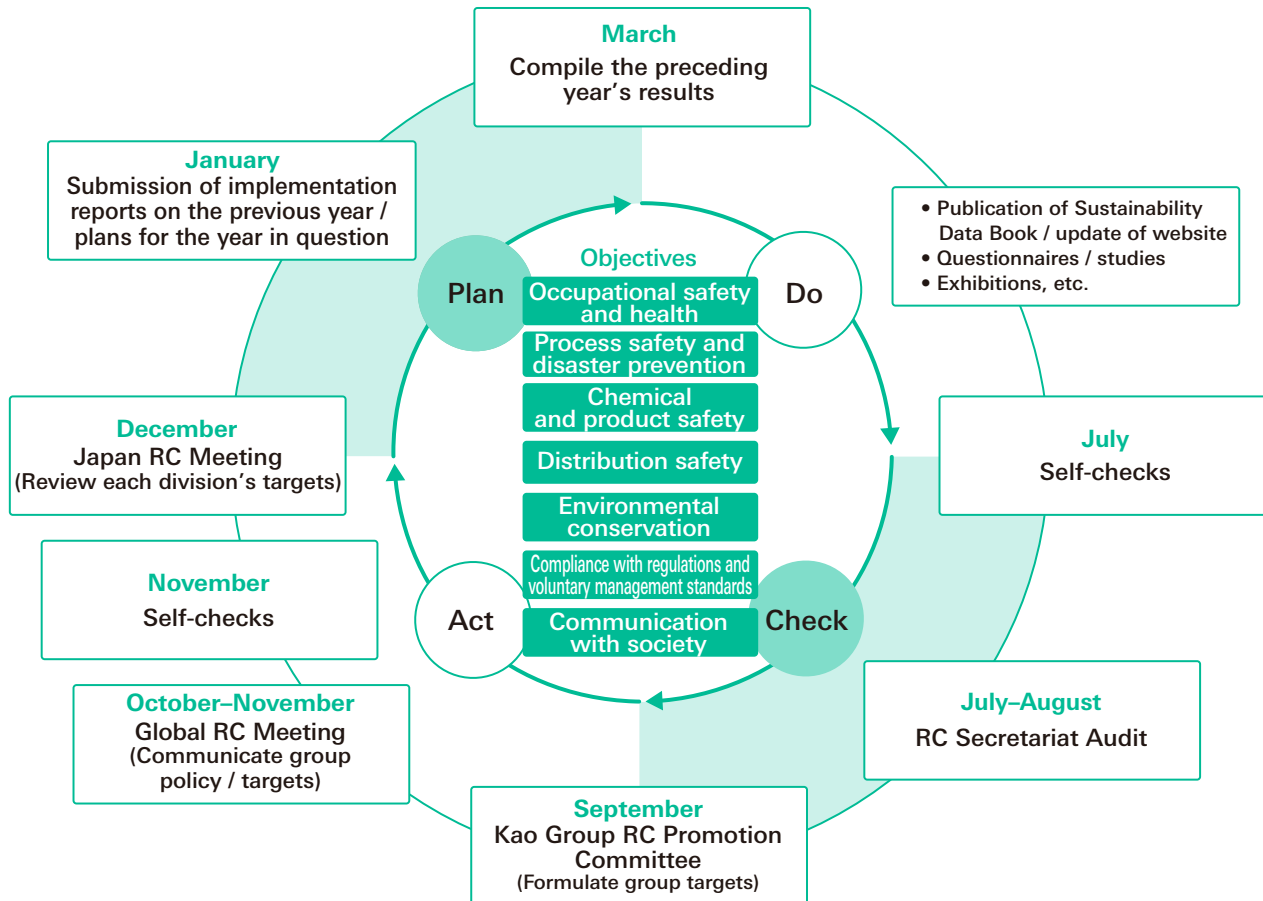 March
Compile the preceding
year’s results
January
Submission of implementation
reports on the previous year /
plans for the year in question
• Publication of Sustainability
Data Book / update of website
• Questionnaires / studies
• Exhibitions, etc.
Plan
Do
Objectives
Occupational safety
and health
Process safety and
disaster prevention
Chemical
and product safety
Distribution safety
Environmental
conservation
Compliance with regulations and
voluntary management standards
Communication
with society
Act
Check
December
Japan RC Meeting
(Review each division’s targets)
July
Self-checks
November
Self-checks
October–November
Global RC Meeting
(Communicate group
policy / targets)
July–August
RC Secretariat Audit
September
Kao Group RC Promotion
Committee
(Formulate group targets)